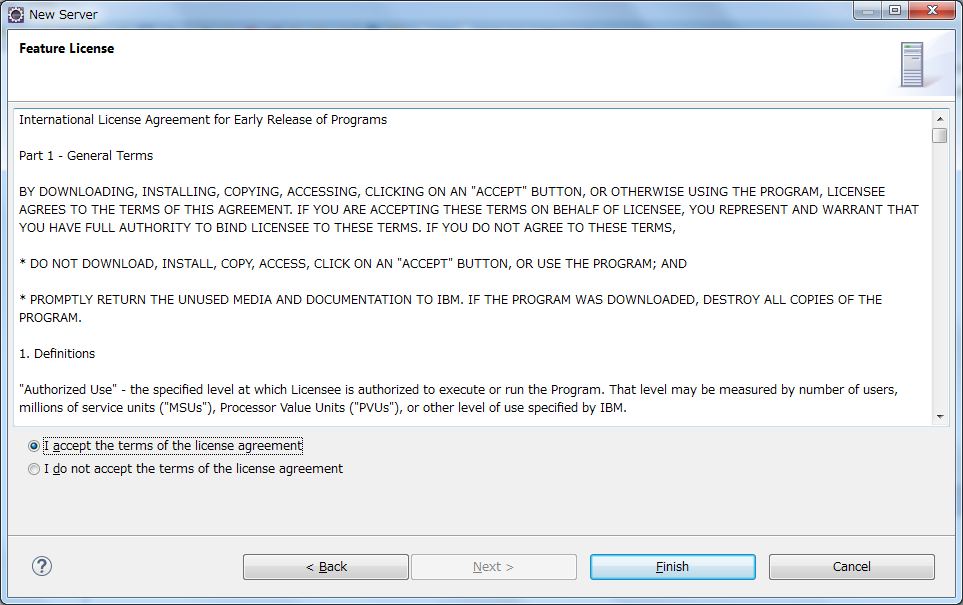 New Server
Feature License
International License Agreement for Early Release of Programs
Part 1 - General Terms
BY DOWNLOADING, INSTALLING, COPYING, ACCESSING, CLICKING ON AN "ACCEPT" BUTTON, OR OTHERWISE USING THE PROGRAM, LICENSEE
AGREES TO THE TERMS OF THIS AGREEMENT. IF YOU ARE ACCEPTING THESE TERMS ON BEHALF OF LICENSEE, YOU REPRESENT AND WARRANT THAT
YOU HAVE FULL AUTHORITY TO BIND LICENSEE TO THESE TERMS. IF YOU DO NOT AGREE TO THESE TERMS,
* DO NOT DOWNLOAD, INSTALL, COPY, ACCESS, CLICK ON AN "ACCEPT" BUTTON, OR USE THE PROGRAM; AND
* PROMPTLY RETURN THE UNUSED MEDIA AND DOCUMENTATION TO IBM. IF THE PROGRAM WAS DOWNLOADED, DESTROY ALL COPIES OF THE
PROGRAM.
1. Definitions
"Authorized Use" - the specified level at which Licensee is authorized to execute or run the Program. That level may be measured by number of users,
millions of service units ("MSUs"), Processor Value Units ("PVUs"), or other level of use specified by IBM.
I accept the terms of the license agreement
I do not accept the terms of the license agreement
? < Back Next > Finish Cancel